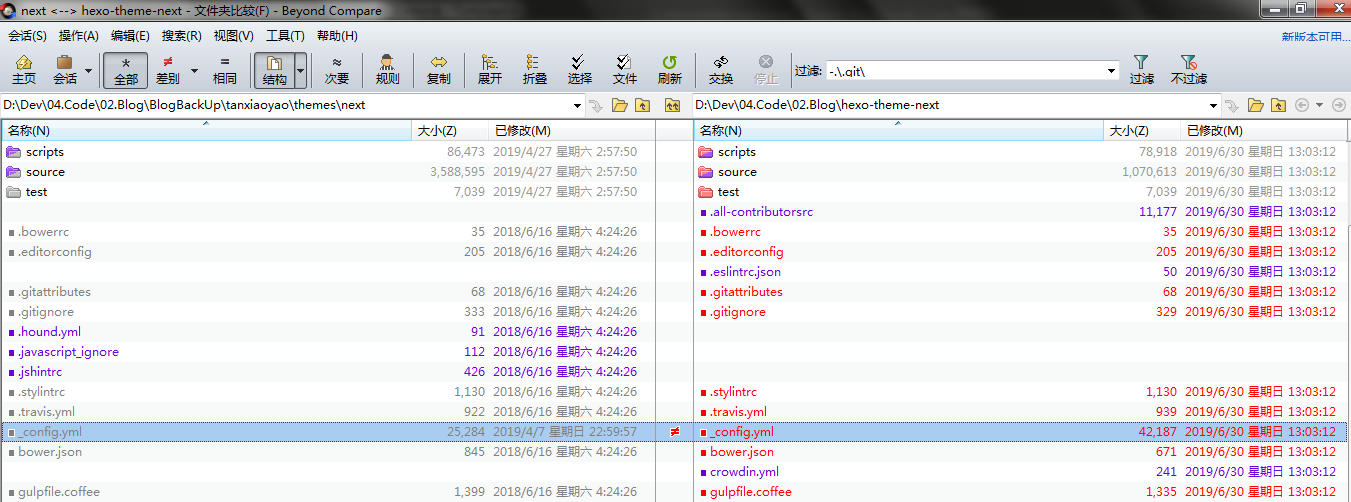 next <--> hexo-theme-next - 文件夹比较(F) - Beyond Compare
会话(S) 操作(A) 编辑(E) 搜索(R) 视图(V) 工具(T) 帮助(H) 新版本可用...
主页 会话 全部 差别 相同 结构 次要 规则 复制 展开 折叠 选择 文件 刷新 交换 停止 过滤: -.\.git\ 过滤 不过滤
D:\Dev\04.Code\02.Blog\BlogBackUp\tanxiaoyao\themes\next D:\Dev\04.Code\02.Blog\hexo-theme-next
名称(N) 大小(Z) 已修改(M) 名称(N) 大小(Z) 已修改(M)
scripts 86,473 2019/4/27 星期六 2:57:50 scripts 78,918 2019/6/30 星期日 13:03:12
source 3,588,595 2019/4/27 星期六 2:57:50 source 1,070,613 2019/6/30 星期日 13:03:12
test 7,039 2019/4/27 星期六 2:57:50 test 7,039 2019/6/30 星期日 13:03:12
.all-contributorsrc 11,177 2019/6/30 星期日 13:03:12
.bowerrc 35 2018/6/16 星期六 4:24:26 .bowerrc 35 2019/6/30 星期日 13:03:12
.editorconfig 205 2018/6/16 星期六 4:24:26 .editorconfig 205 2019/6/30 星期日 13:03:12
.eslintrc.json 50 2019/6/30 星期日 13:03:12
.gitattributes 68 2018/6/16 星期六 4:24:26 .gitattributes 68 2019/6/30 星期日 13:03:12
.gitignore 333 2018/6/16 星期六 4:24:26 .gitignore 329 2019/6/30 星期日 13:03:12
.hound.yml 91 2018/6/16 星期六 4:24:26
.javascript_ignore 112 2018/6/16 星期六 4:24:26
.jshintrc 426 2018/6/16 星期六 4:24:26
.stylintrc 1,130 2018/6/16 星期六 4:24:26 .stylintrc 1,130 2019/6/30 星期日 13:03:12
.travis.yml 922 2018/6/16 星期六 4:24:26 .travis.yml 939 2019/6/30 星期日 13:03:12
_config.yml 25,284 2019/4/7 星期日 22:59:57 ≠ _config.yml 42,187 2019/6/30 星期日 13:03:12
bower.json 845 2018/6/16 星期六 4:24:26 bower.json 671 2019/6/30 星期日 13:03:12
crowdin.yml 241 2019/6/30 星期日 13:03:12
gulpfile.coffee 1,399 2018/6/16 星期六 4:24:26 gulpfile.coffee 1,335 2019/6/30 星期日 13:03:12